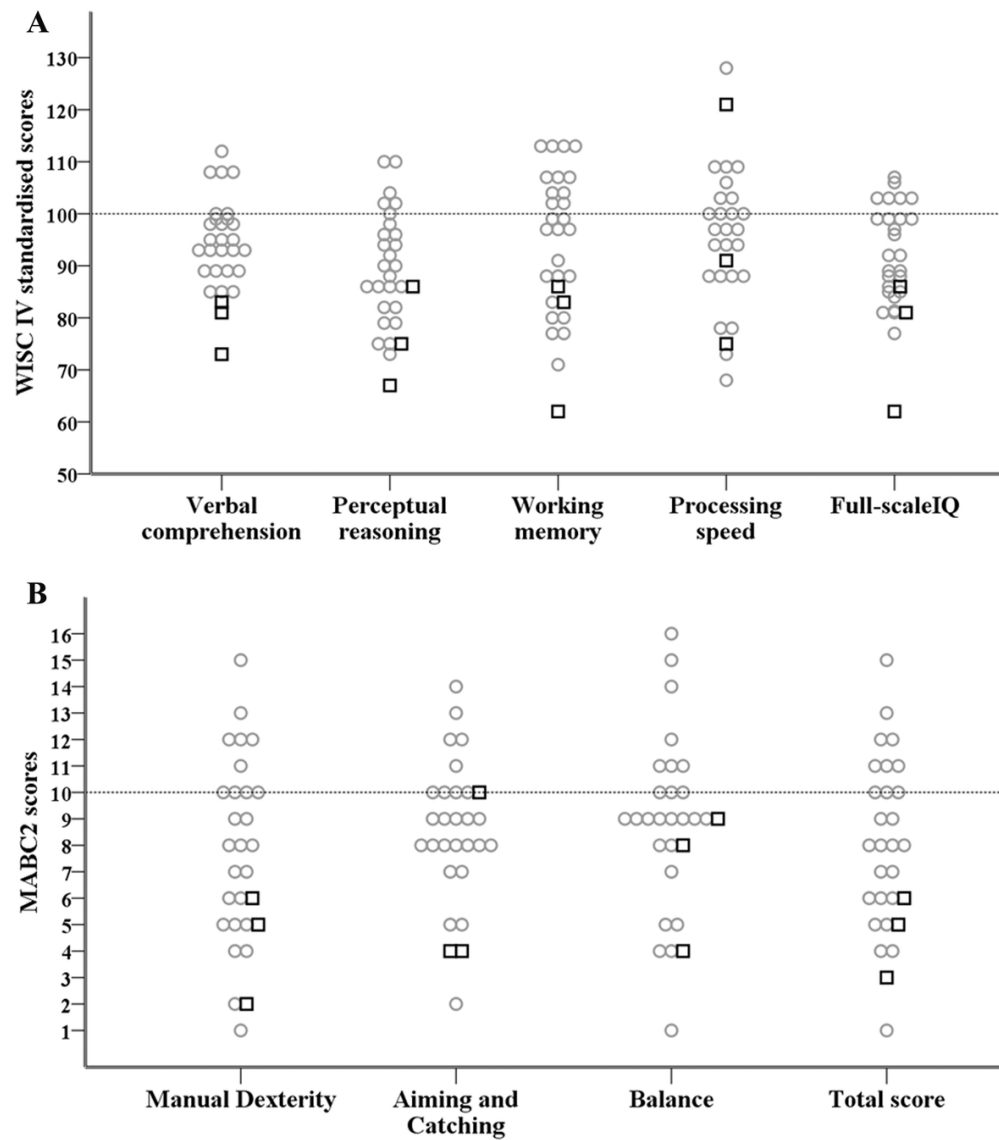 A
WISC IV standardised scores
130
120
110
100
90
80
70
60
50
Verbal comprehension
Perceptual reasoning
Working memory
Processing speed
Full-scaleIQ
B
MABC2 scores
16
15
14
13
12
11
10
9
8
7
6
5
4
3
2
1
Manual Dexterity
Aiming and Catching
Balance
Total score